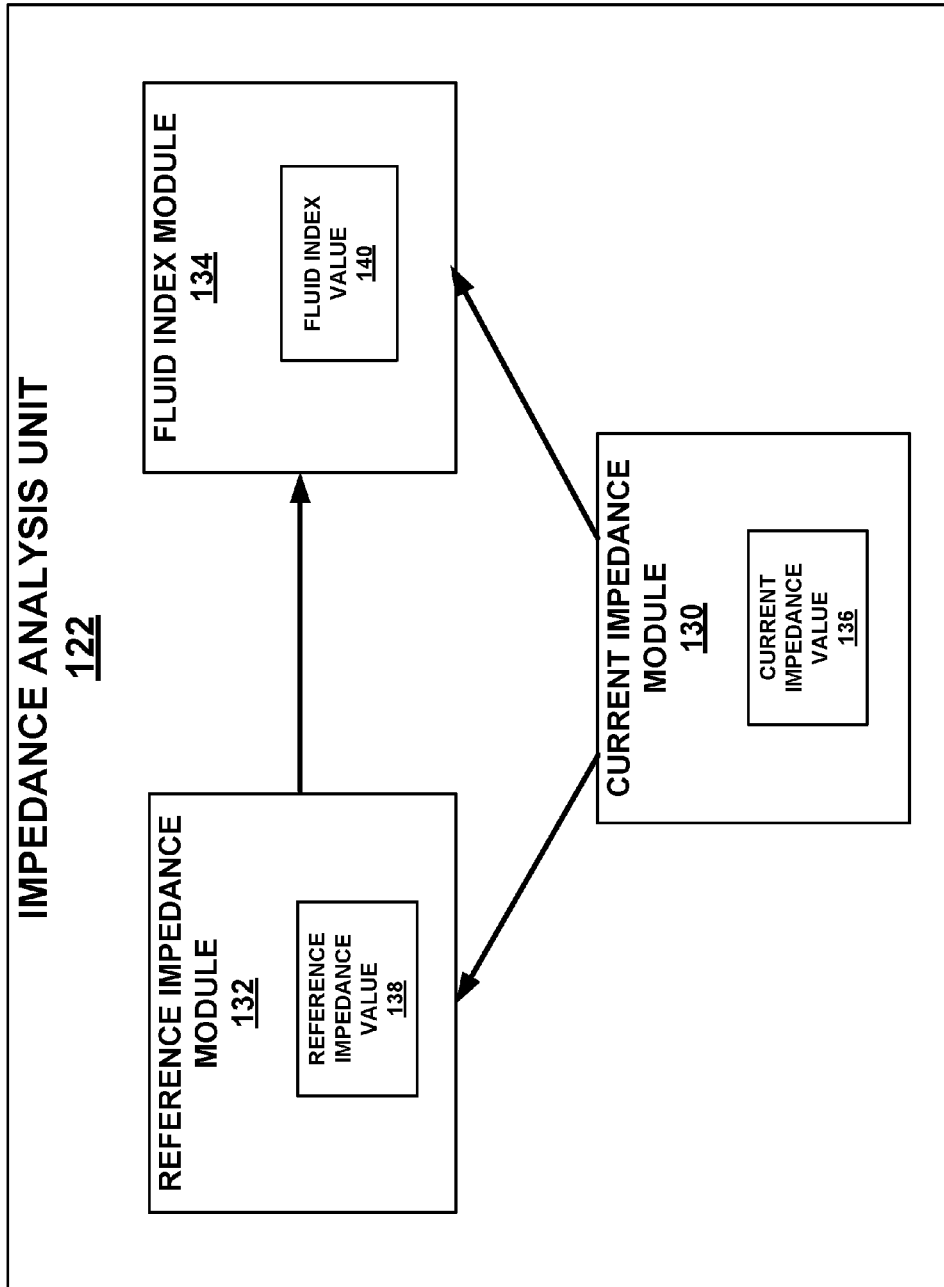 IMPEDANCE ANALYSIS UNIT
122
REFERENCE IMPEDANCE
MODULE
132
REFERENCE
IMPEDANCE
VALUE
138
FLUID INDEX MODULE
134
FLUID INDEX
VALUE
140
CURRENT IMPEDANCE
MODULE
130
CURRENT
IMPEDANCE
VALUE
136